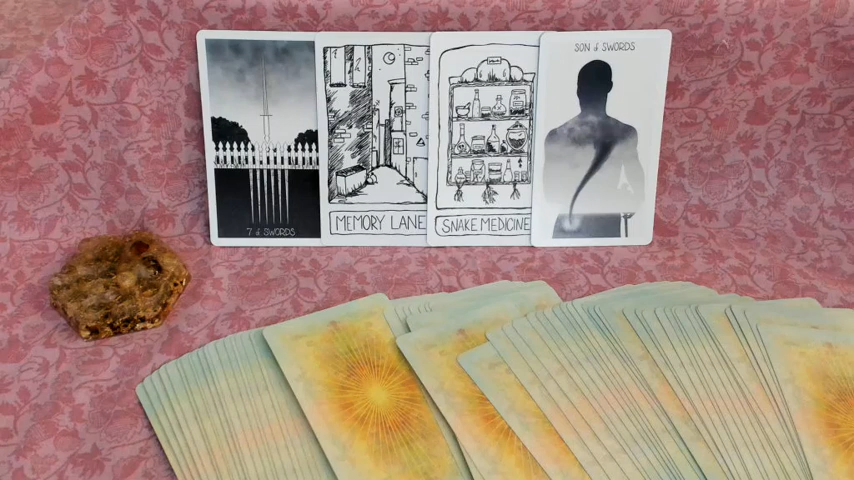 7 of SWORDS
MEMORY LANE
SNAKE MEDICINE
SON of SWORDS